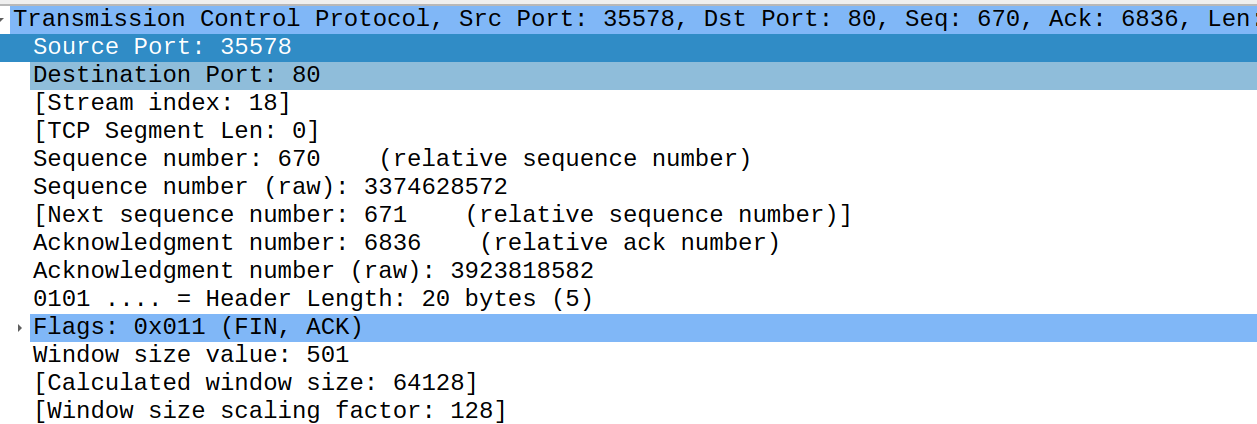 Transmission Control Protocol, Src Port: 35578, Dst Port: 80, Seq: 670, Ack: 6836, Len:
Source Port: 35578
Destination Port: 80
[Stream index: 18]
[TCP Segment Len: 0]
Sequence number: 670    (relative sequence number)
Sequence number (raw): 3374628572
[Next sequence number: 671    (relative sequence number)]
Acknowledgment number: 6836    (relative ack number)
Acknowledgment number (raw): 3923818582
0101 .... = Header Length: 20 bytes (5)
Flags: 0x011 (FIN, ACK)
Window size value: 501
[Calculated window size: 64128]
[Window size scaling factor: 128]